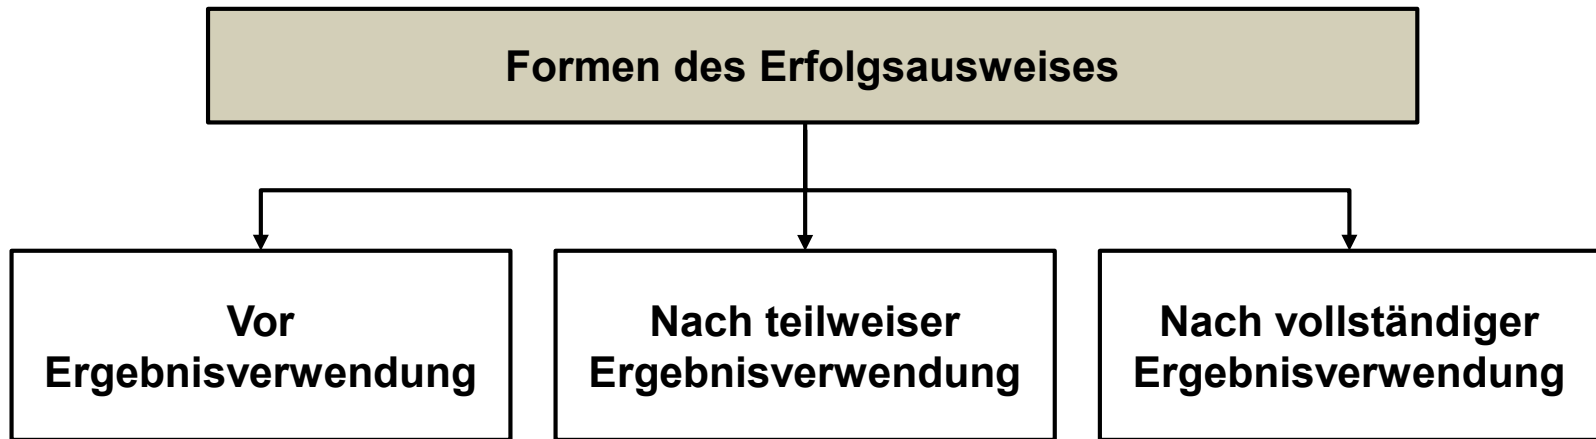 Formen des Erfolgsausweises
Vor
Ergebnisverwendung
Nach teilweiser
Ergebnisverwendung
Nach vollständiger
Ergebnisverwendung